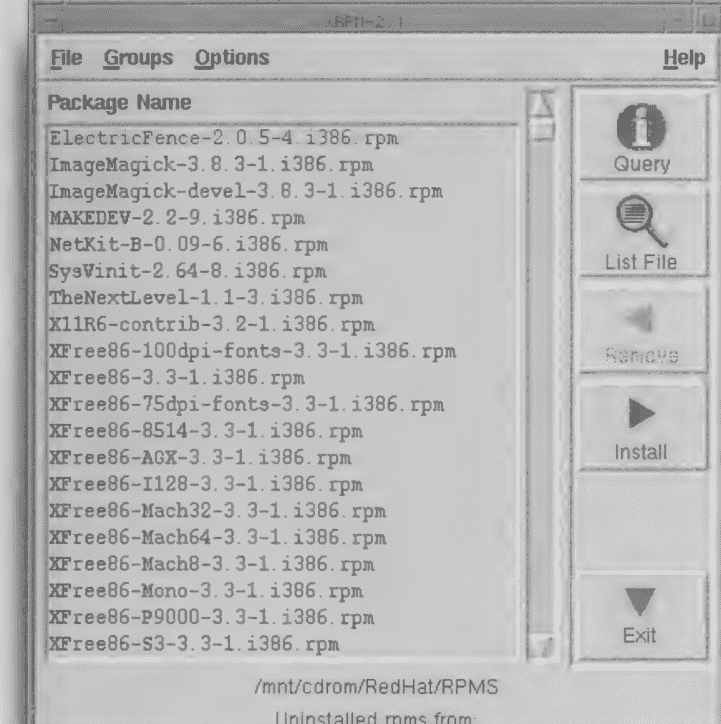 File Groups Options Help
Package Name
ElectricFence-2.0.5-4.i386.rpm
ImageMagick-3.8.3-1.i386.rpm
ImageMagick-devel-3.8.3-1.i386.rpm
MAKEDEV-2.2-9.i386.rpm
NetKit-B-0.09-6.i386.rpm
SysVinit-2.64-8.i386.rpm
TheNextLevel-1.1-3.i386.rpm
X11R6-contrib-3.2-1.i386.rpm
XFree86-100dpi-fonts-3.3-1.i386.rpm
XFree86-3.3-1.i386.rpm
XFree86-75dpi-fonts-3.3-1.i386.rpm
XFree86-8514-3.3-1.i386.rpm
XFree86-AGX-3.3-1.i386.rpm
XFree86-I128-3.3-1.i386.rpm
XFree86-Mach32-3.3-1.i386.rpm
XFree86-Mach64-3.3-1.i386.rpm
XFree86-Mach8-3.3-1.i386.rpm
XFree86-Mono-3.3-1.i386.rpm
XFree86-P9000-3.3-1.i386.rpm
XFree86-S3-3.3-1.i386.rpm
Query
List File
Remove
Install
Exit
/mnt/cdrom/RedHat/RPMS
Uninstalled rpms from: